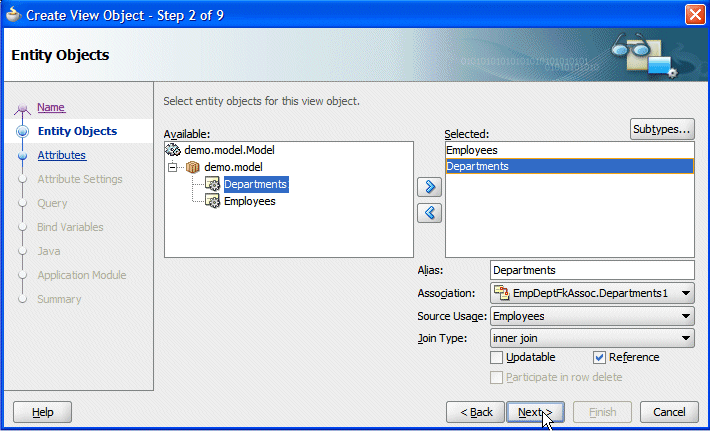 Create View Object - Step 2 of 9
Entity Objects
01010101010101010101010101
Name
Entity Objects
Attributes
Attribute Settings
Query
Bind Variables
Java
Application Module
Summary
Select entity objects for this view object.
Available:
demo.model.Model
demo.model
Departments
Employees
Selected:
Subtypes...
Employees
Departments
Alias: Departments
Association: EmpDeptFkAssoc.Departments1
Source Usage: Employees
Join Type: inner join
Updatable Reference
Participate in row delete
Help < Back Next > Finish Cancel